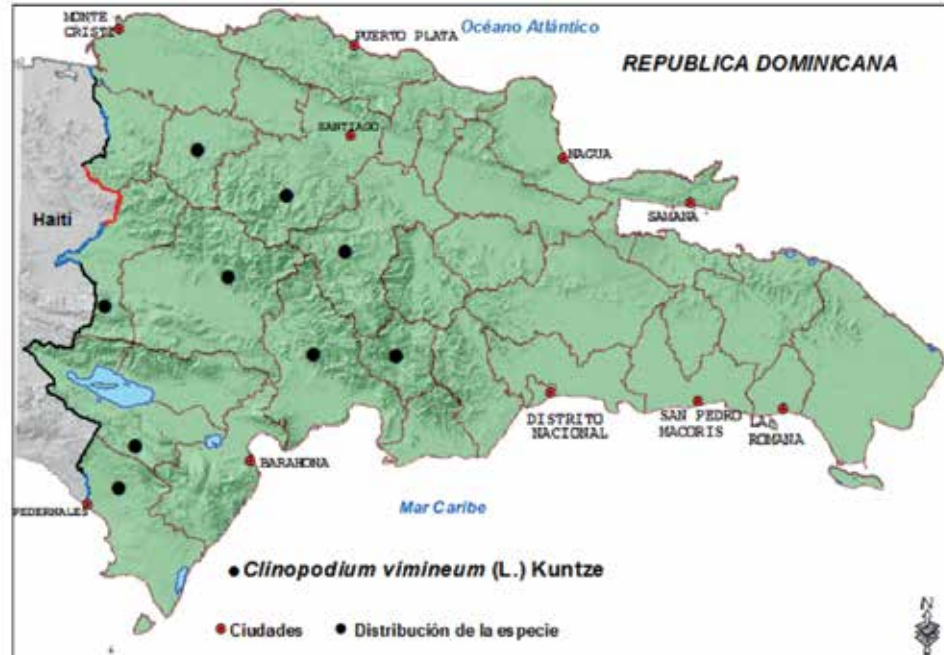 MONTE
CRISTI
PUERTO PLATA
Océano Atlántico
REPUBLICA DOMINICANA
SANTIAGO
NAGUA
SAMANA
Haiti
DISTRITO
NACIONAL
SAN PEDRO
MACORIS
LA
ROMANA
BARAHONA
PEDERNALES
Mar Caribe
Clinopodium vimineum (L.) Kuntze
Ciudades
Distribución de la especie
N